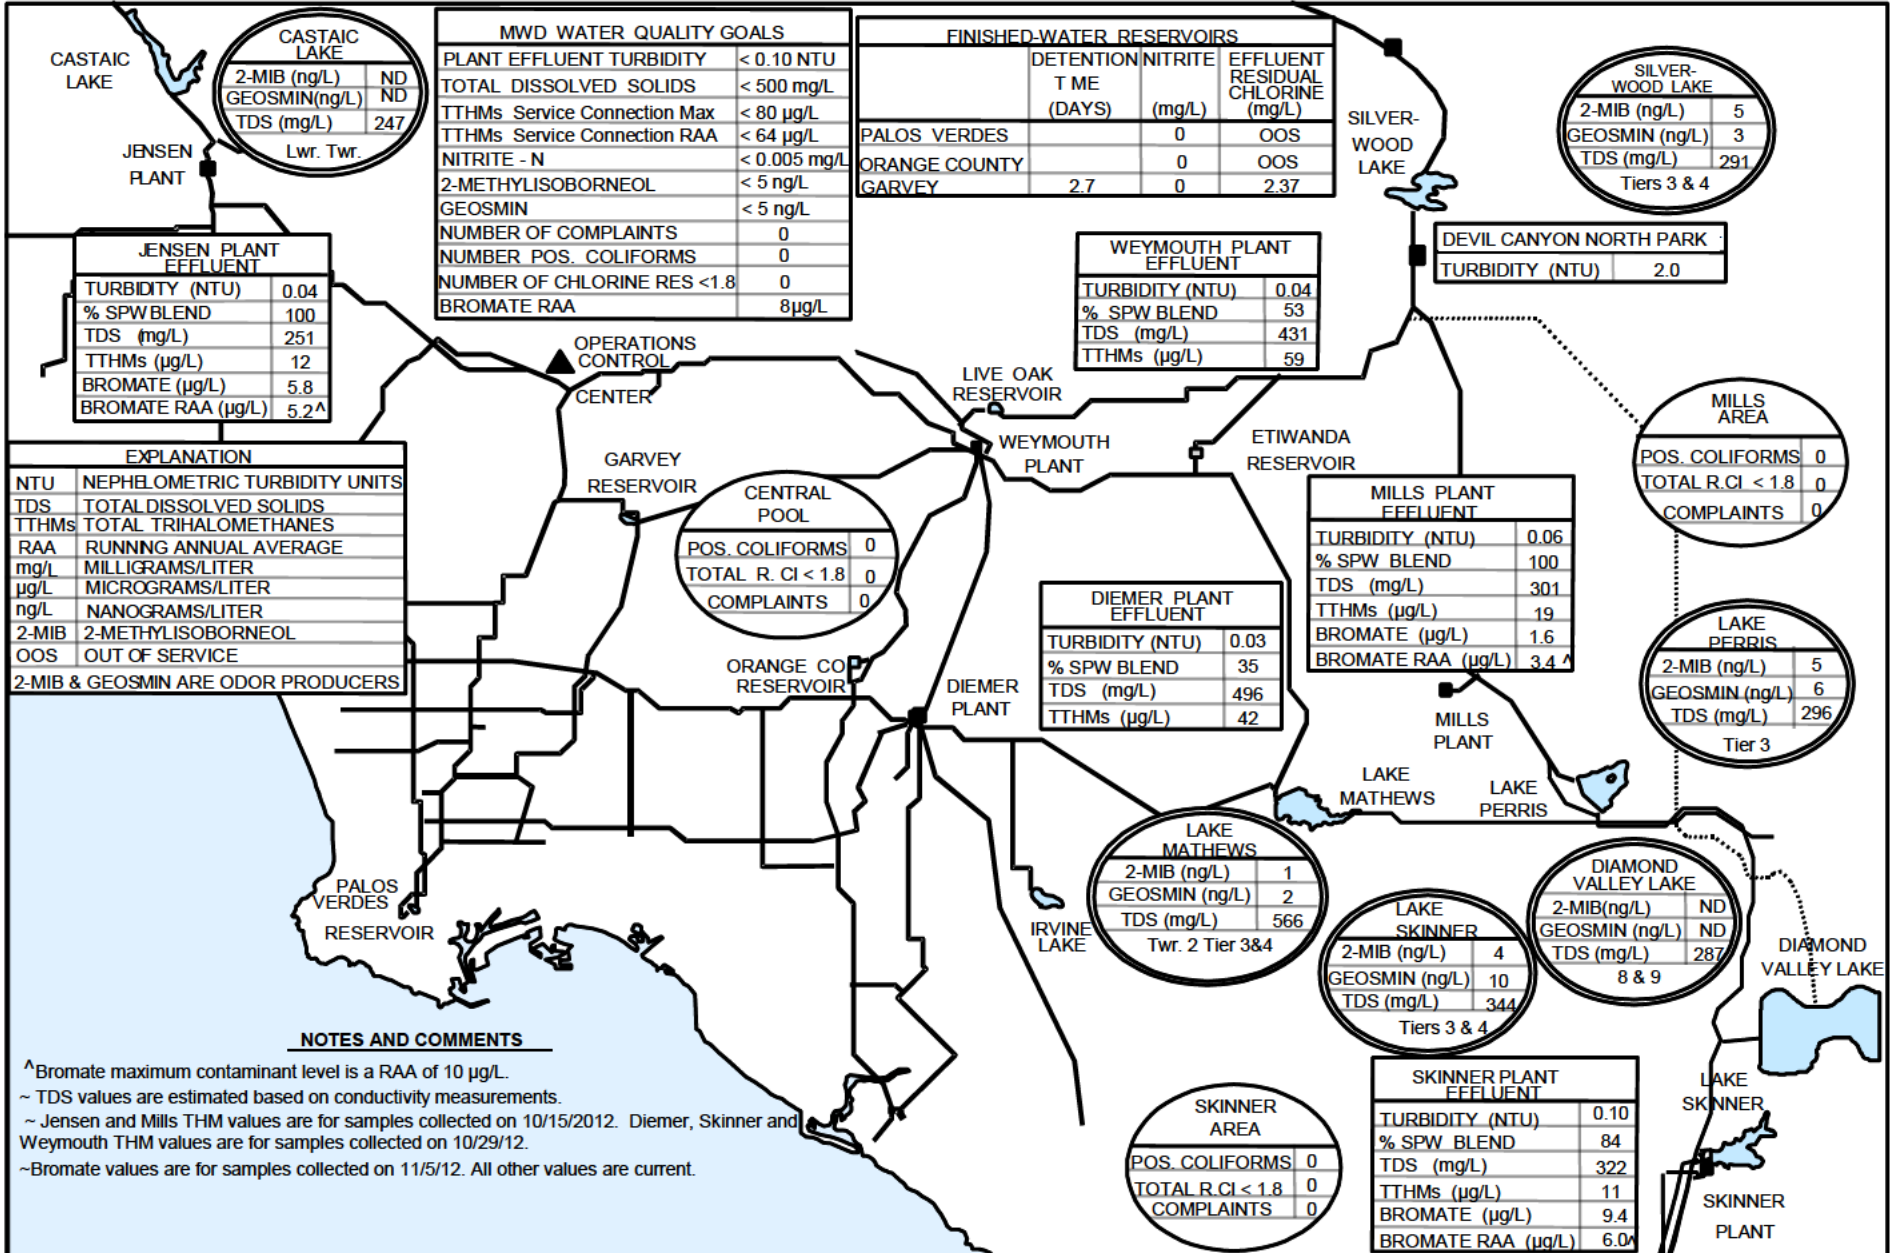 CASTAIC
LAKE
CASTAIC
LAKE
2-MIB (ng/L) ND
GEOSMIN(ng/L) ND
TDS (mg/L) 247
Lwr. Twr.
JENSEN
PLANT
MWD WATER QUALITY GOALS
PLANT EFFLUENT TURBIDITY < 0.10 NTU
TOTAL DISSOLVED SOLIDS < 500 mg/L
TTHMs Service Connection Max < 80 µg/L
TTHMs Service Connection RAA < 64 µg/L
NITRITE - N < 0.005 mg/L
2-METHYLISOBORNEOL < 5 ng/L
GEOSMIN < 5 ng/L
NUMBER OF COMPLAINTS 0
NUMBER POS. COLIFORMS 0
NUMBER OF CHLORINE RES <1.8 0
BROMATE RAA 8µg/L
FINISHED-WATER RESERVOIRS
DETENTION NITRITE EFFLUENT
T ME RESIDUAL
CHLORINE
(DAYS) (mg/L) (mg/L)
PALOS VERDES 0 OOS
ORANGE COUNTY 0 OOS
GARVEY 2.7 0 2.37
SILVER-
WOOD
LAKE
SILVER-
WOOD LAKE
2-MIB (ng/L) 5
GEOSMIN (ng/L) 3
TDS (mg/L) 291
Tiers 3 & 4
DEVIL CANYON NORTH PARK
TURBIDITY (NTU) 2.0
JENSEN PLANT
EFFLUENT
TURBIDITY (NTU) 0.04
% SPW BLEND 100
TDS (mg/L) 251
TTHMs (µg/L) 12
BROMATE (µg/L) 5.8
BROMATE RAA (µg/L) 5.2^
WEYMOUTH PLANT
EFFLUENT
TURBIDITY (NTU) 0.04
% SPW BLEND 53
TDS (mg/L) 431
TTHMs (µg/L) 59
OPERATIONS
CONTROL
CENTER
LIVE OAK
RESERVOIR
WEYMOUTH
PLANT
ETIWANDA
RESERVOIR
MILLS
AREA
POS. COLIFORMS 0
TOTAL R.Cl < 1.8 0
COMPLAINTS 0
EXPLANATION
NTU NEPHELOMETRIC TURBIDITY UNITS
TDS TOTAL DISSOLVED SOLIDS
TTHMs TOTAL TRIHALOMETHANES
RAA RUNNING ANNUAL AVERAGE
mg/L MILLIGRAMS/LITER
µg/L MICROGRAMS/LITER
ng/L NANOGRAMS/LITER
2-MIB 2-METHYLISOBORNEOL
OOS OUT OF SERVICE
2-MIB & GEOSMIN ARE ODOR PRODUCERS
GARVEY
RESERVOIR
CENTRAL
POOL
POS. COLIFORMS 0
TOTAL R. Cl < 1.8 0
COMPLAINTS 0
MILLS PLANT
EFFLUENT
TURBIDITY (NTU) 0.06
% SPW BLEND 100
TDS (mg/L) 301
TTHMs (µg/L) 19
BROMATE (µg/L) 1.6
BROMATE RAA (µg/L) 3.4 ^
DIEMER PLANT
EFFLUENT
TURBIDITY (NTU) 0.03
% SPW BLEND 35
TDS (mg/L) 496
TTHMs (µg/L) 42
LAKE
PERRIS
2-MIB (ng/L) 5
GEOSMIN (ng/L) 6
TDS (mg/L) 296
Tier 3
ORANGE CO
RESERVOIR
DIEMER
PLANT
MILLS
PLANT
LAKE
MATHEWS
LAKE
PERRIS
LAKE
MATHEWS
2-MIB (ng/L) 1
GEOSMIN (ng/L) 2
TDS (mg/L) 566
Twr. 2 Tier 3&4
DIAMOND
VALLEY LAKE
2-MIB(ng/L) ND
GEOSMIN (ng/L) ND
TDS (mg/L) 287
8 & 9
PALOS
VERDES
RESERVOIR
IRVINE
LAKE
LAKE
SKINNER
2-MIB (ng/L) 4
GEOSMIN (ng/L) 10
TDS (mg/L) 344
Tiers 3 & 4
DIAMOND
VALLEY LAKE
NOTES AND COMMENTS
^Bromate maximum contaminant level is a RAA of 10 µg/L.
~ TDS values are estimated based on conductivity measurements.
~ Jensen and Mills THM values are for samples collected on 10/15/2012. Diemer, Skinner and
Weymouth THM values are for samples collected on 10/29/12.
~Bromate values are for samples collected on 11/5/12. All other values are current.
SKINNER
AREA
POS. COLIFORMS 0
TOTAL R.Cl < 1.8 0
COMPLAINTS 0
SKINNER PLANT
EFFLUENT
TURBIDITY (NTU) 0.10
% SPW BLEND 84
TDS (mg/L) 322
TTHMs (µg/L) 11
BROMATE (µg/L) 9.4
BROMATE RAA (µg/L) 6.0^
LAKE
SKINNER
SKINNER
PLANT